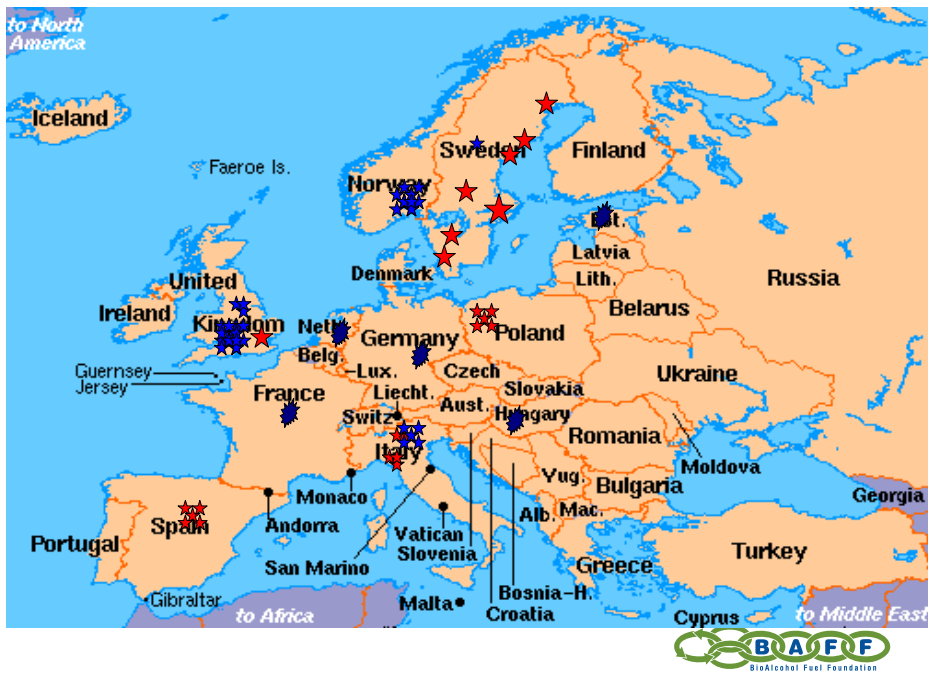 to North
America
Iceland
Faeroe Is.
Sweden
Finland
Norway
Est.
Latvia
Lith.
Denmark
Russia
Belarus
United
Kingdom
Ireland
Neth.
Belg.
Germany
Poland
Guernsey
Jersey
-Lux.
Czech
Ukraine
France
Liecht.
Slovakia
Switz
Aust.
Hungary
Italy
Romania
Moldova
Monaco
Yug.
Bulgaria
Georgia
Spain
Andorra
Portugal
Vatican
Slovenia
Alb.
Mac.
San Marino
Greece
Turkey
Gibraltar
Malta
Bosnia-H.
Croatia
Cyprus
to Africa
to Middle East
BAFF
BioAlcohol Fuel Foundation